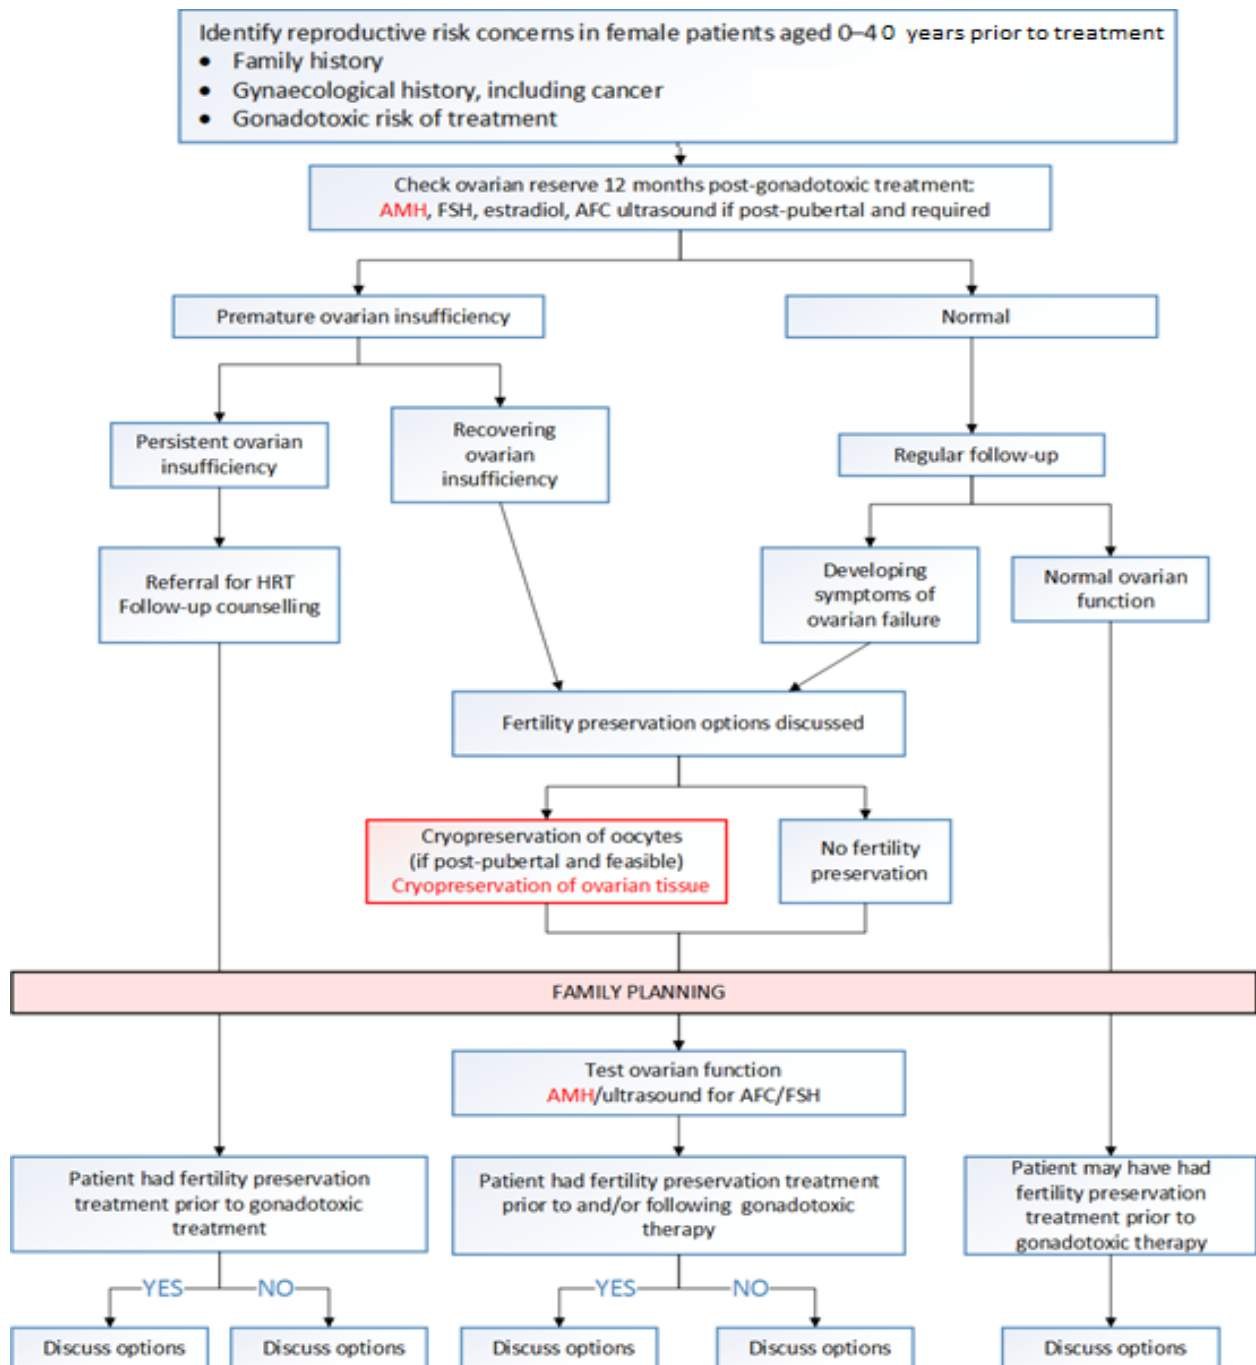 Identify reproductive risk concerns in female patients aged 0–40 years prior to treatment
• Family history
• Gynaecological history, including cancer
• Gonadotoxic risk of treatment
Check ovarian reserve 12 months post-gonadotoxic treatment:
AMH, FSH, estradiol, AFC ultrasound if post-pubertal and required
Premature ovarian insufficiency
Normal
Persistent ovarian
insufficiency
Recovering
ovarian
insufficiency
Regular follow-up
Referral for HRT
Follow-up counselling
Developing
symptoms of
ovarian failure
Normal ovarian
function
Fertility preservation options discussed
Cryopreservation of oocytes
(if post-pubertal and feasible)
Cryopreservation of ovarian tissue
No fertility
preservation
FAMILY PLANNING
Test ovarian function
AMH/ultrasound for AFC/FSH
Patient had fertility preservation
treatment prior to gonadotoxic
treatment
Patient had fertility preservation treatment
prior to and/or following gonadotoxic
therapy
Patient may have had
fertility preservation
treatment prior to
gonadotoxic therapy
YES
NO
YES
NO
Discuss options
Discuss options
Discuss options
Discuss options
Discuss options